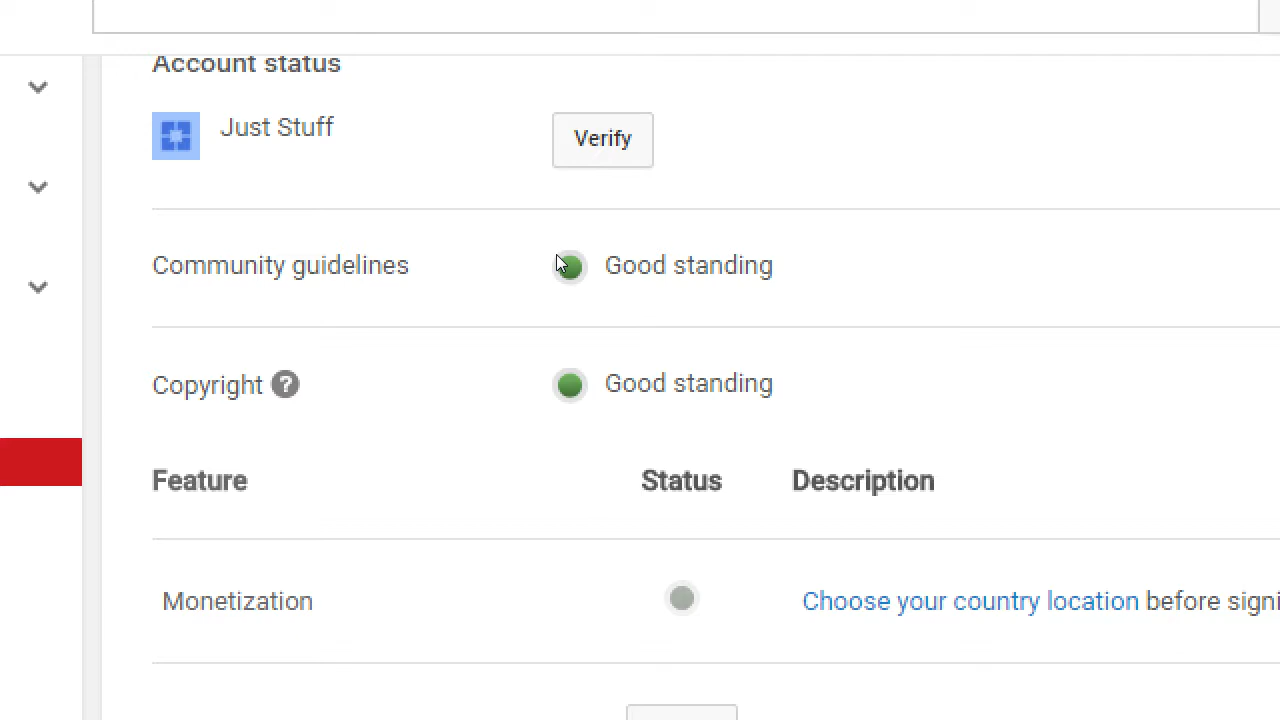 Account status
Just Stuff
Verify
Community guidelines
Good standing
Copyright ?
Good standing
Feature Status Description
Monetization
Choose your country location before signi